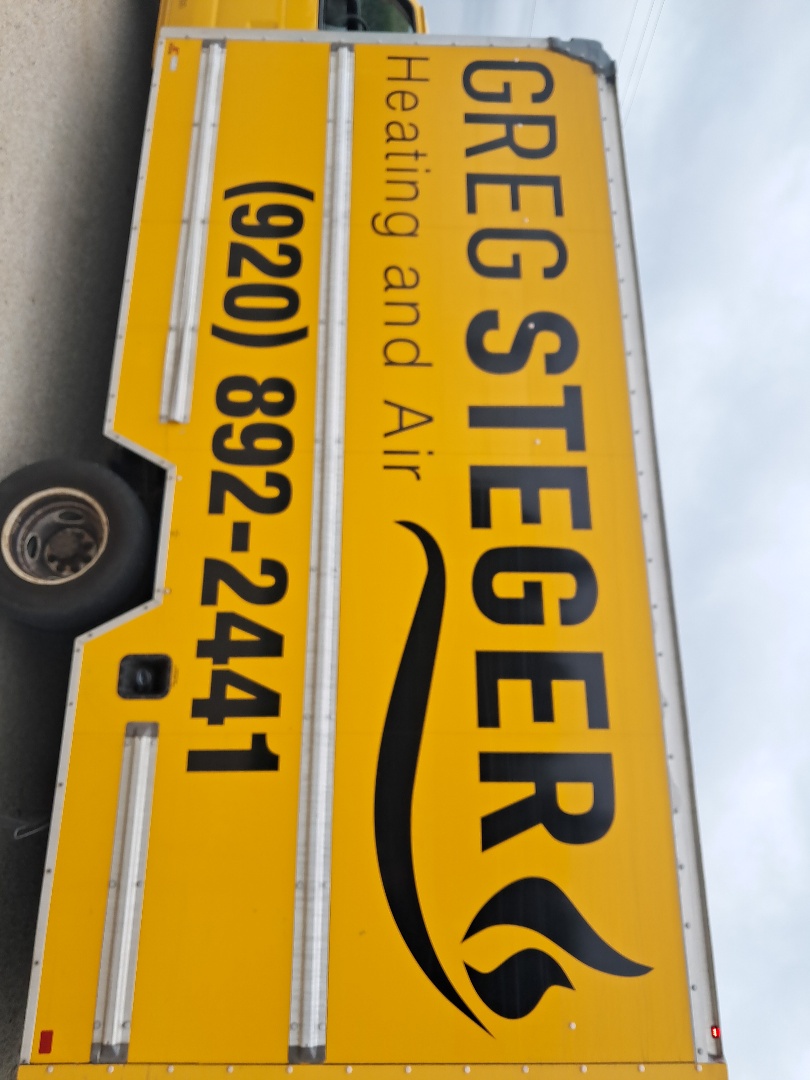 GREG STEGER
Heating and Air
(920) 892-2441